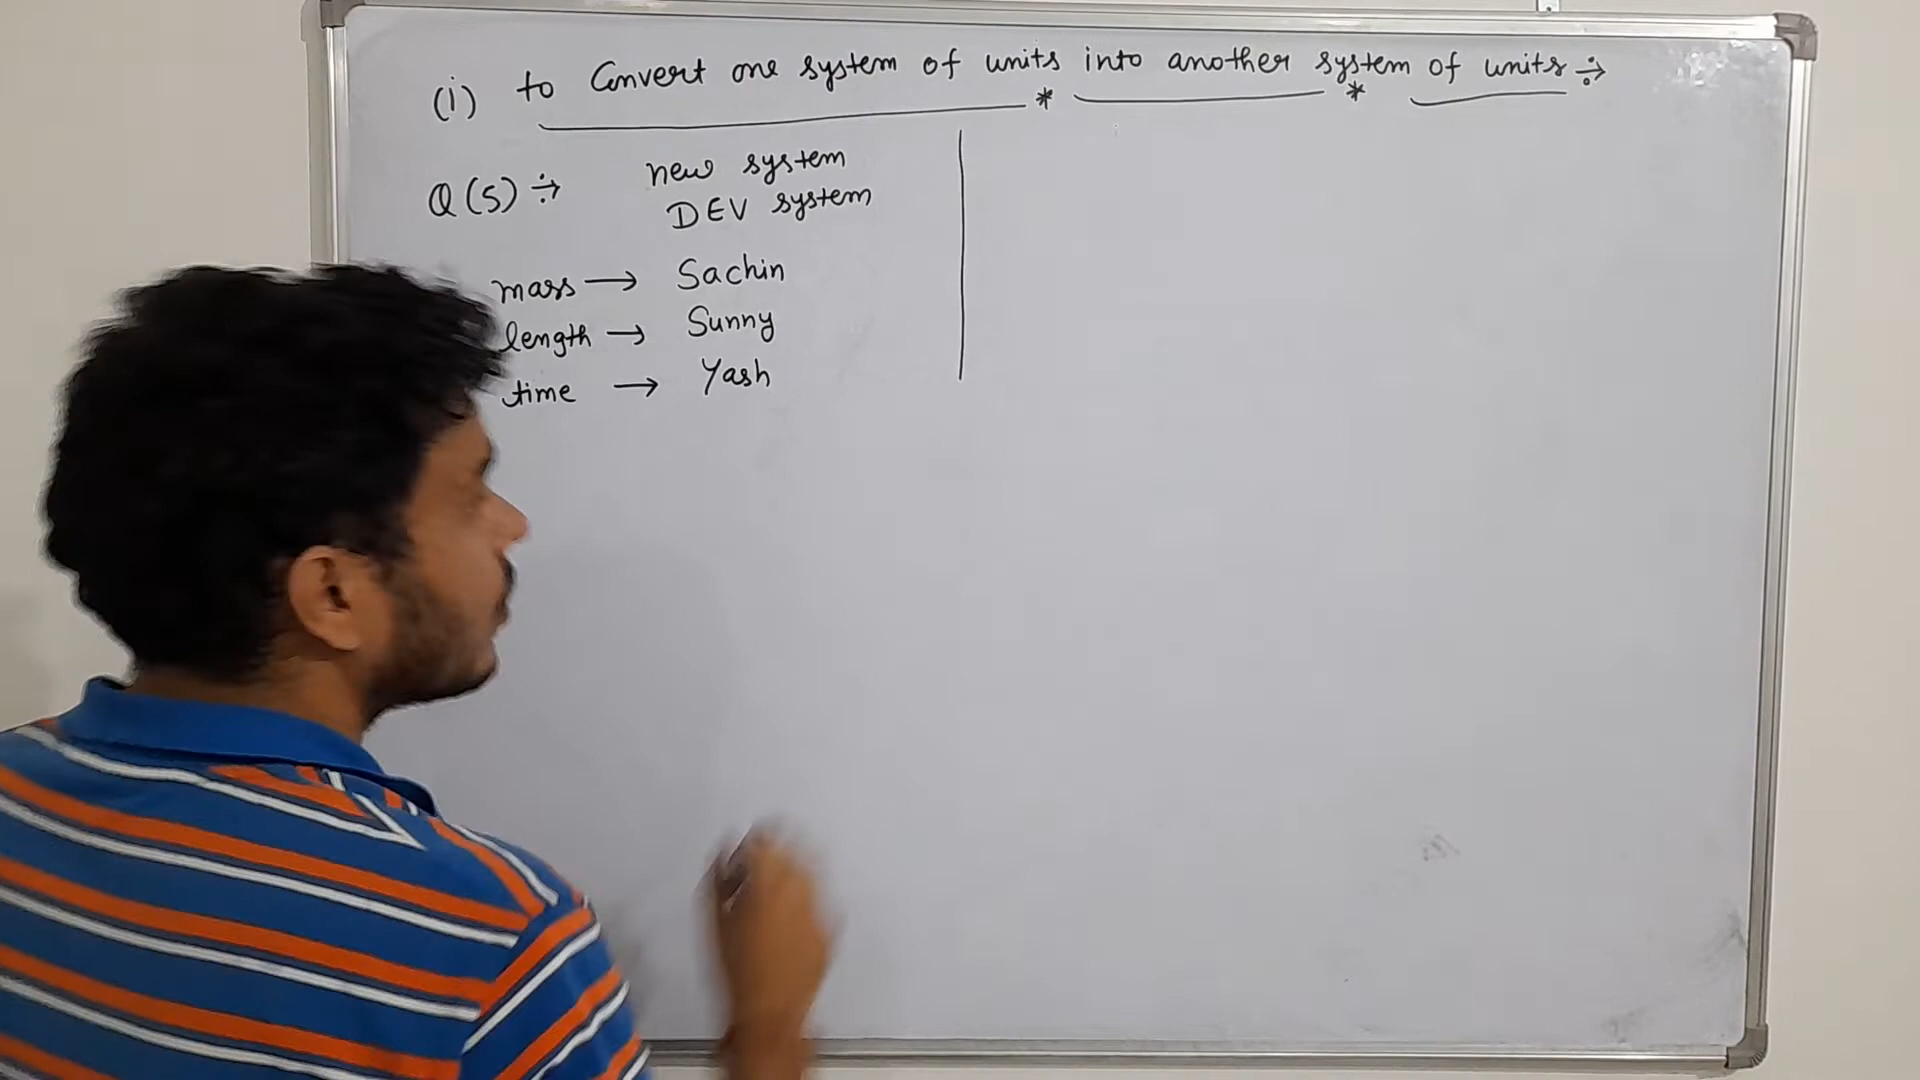 (i) to Convert one system of units into another system of units ÷>
Q(5) ÷> new system
DEV system
mass → Sachin
length → Sunny
time → Yash